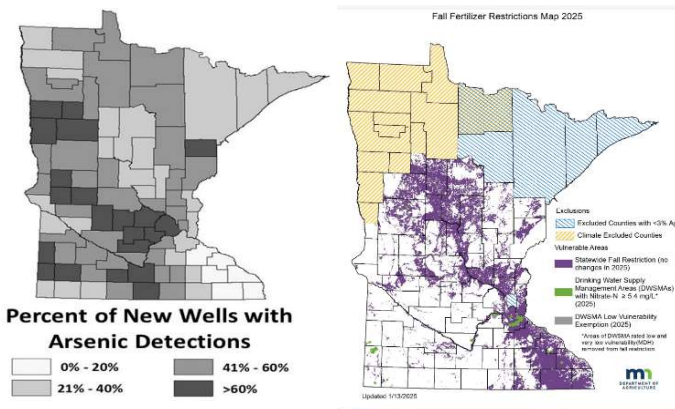 Percent of New Wells with
Arsenic Detections
0% - 20%
41% - 60%
21% - 40%
>60%
Fall Fertilizer Restrictions Map 2025
Exclusions
Excluded Counties with <3% Ag
Climate Excluded Counties
Vulnerable Areas
Statewide Fall Restriction (no
changes in 2025)
Drinking Water Supply
Management Areas (DWSMAs)
with Nitrate-N ≥ 5.4 mg/L*
(2025)
DWSMA Low Vulnerability
Exemption (2025)
*Areas of DWSMA rated low and
very low vulnerability(MDH)
removed from fall restriction
Updated 1/13/2025
DEPARTMENT OF
AGRICULTURE